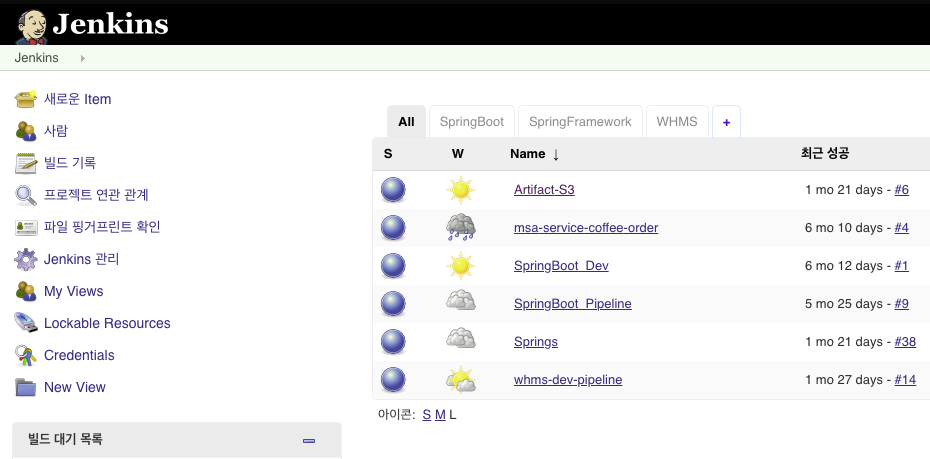 Jenkins
Jenkins
새로운 Item
사람
빌드 기록
프로젝트 연관 관계
파일 핑거프린트 확인
Jenkins 관리
My Views
Lockable Resources
Credentials
New View
빌드 대기 목록
All SpringBoot SpringFramework WHMS +
S W Name ↓ 최근 성공
Artifact-S3 1 mo 21 days - #6
msa-service-coffee-order 6 mo 10 days - #4
SpringBoot_Dev 6 mo 12 days - #1
SpringBoot_Pipeline 5 mo 25 days - #9
Springs 1 mo 21 days - #38
whms-dev-pipeline 1 mo 27 days - #14
아이콘: S M L